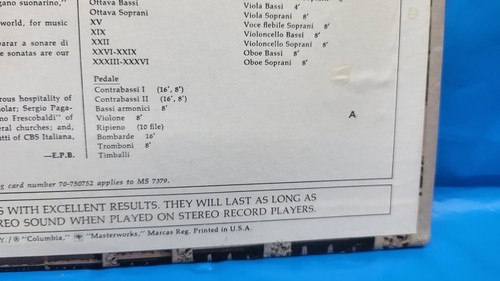 gano suonarino,"
world, for music
parar a sonare di
e sonatas are our
rous hospitality of
olar; Sergio Paga-
no Frescobaldi" of
eral churches; and,
utti of CBS Italiana,
—E.P.B.
Ottava Bassi
Ottava Soprani
XV
XIX
XXII
XXVI-XXIX
XXXIII-XXXVI
Pedale
Contrabassi I (16', 8')
Contrabassi II (16', 8')
Bassi armonici 8'
Violone 8'
Ripieno (10 file)
Bombarde 16'
Tromboni 8'
Timballi
Viola Bassi 4'
Viola Soprani 8'
Voce flebile Soprani 8'
Violoncello Bassi 8'
Violoncello Soprani 8'
Oboe Bassi 8'
Oboe Soprani 8'
A
g card number 70-750752 applies to MS 7379.
S WITH EXCELLENT RESULTS. THEY WILL LAST AS LONG AS
REO SOUND WHEN PLAYED ON STEREO RECORD PLAYERS.
Y. / ® "Columbia," "Masterworks," Marcas Reg. Printed in U.S.A.